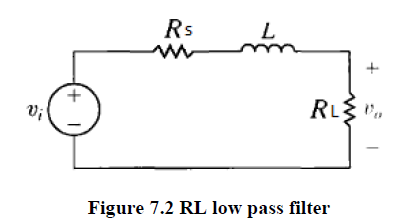 Rs
L
+
+
vi
RL
vo
−
−
Figure 7.2 RL low pass filter